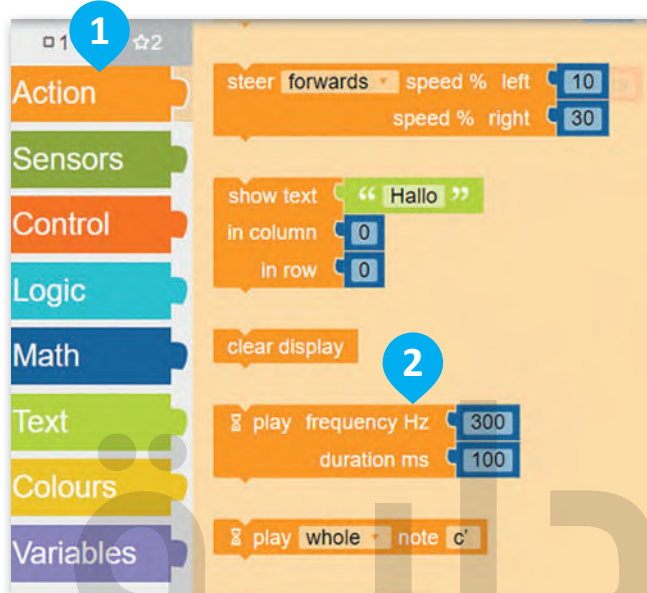 1 1 2
Action
Sensors
Control
Logic
Math
Text
Colours
Variables
steer forwards speed % left 10
speed % right 30
show text “ Hallo ”
in column 0
in row 0
clear display
2
play frequency Hz 300
duration ms 100
play whole note c'